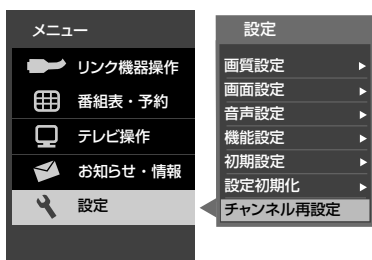 メニュー
リンク機器操作
番組表・予約
テレビ操作
お知らせ・情報
設定
設定
画質設定
画面設定
音声設定
機能設定
初期設定
設定初期化
チャンネル再設定